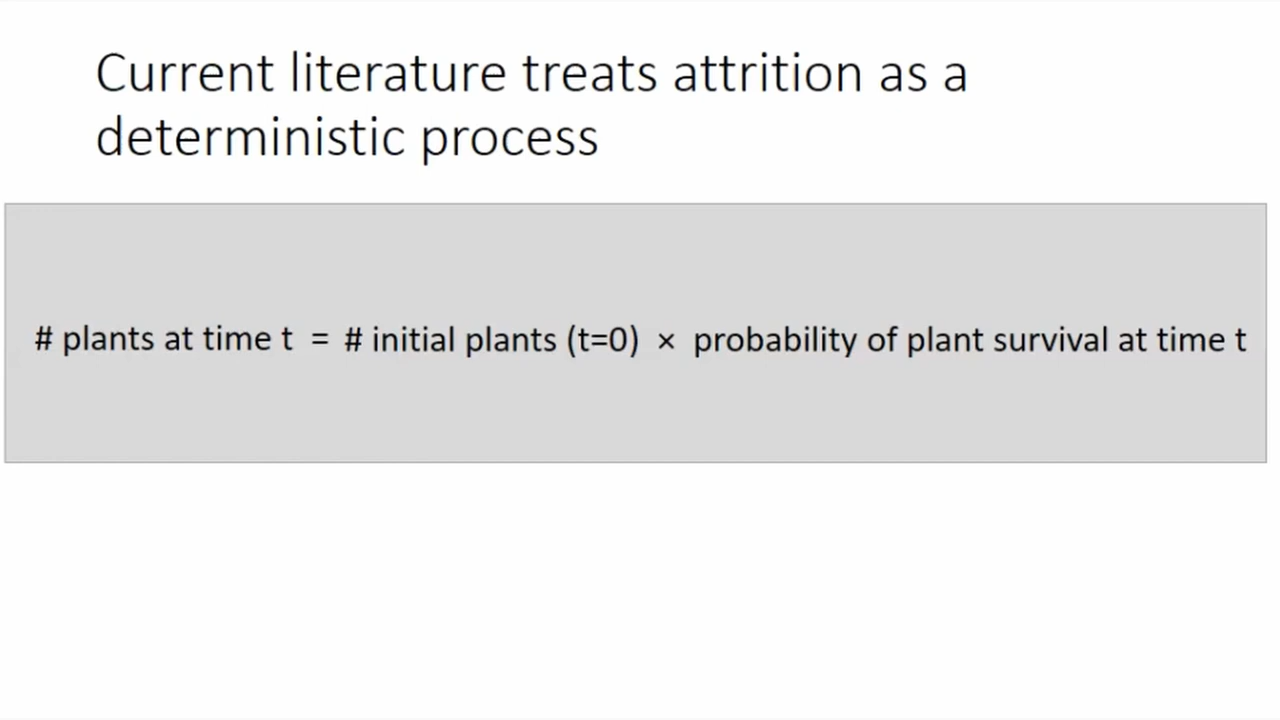 Current literature treats attrition as a
deterministic process
# plants at time t = # initial plants (t=0) × probability of plant survival at time t